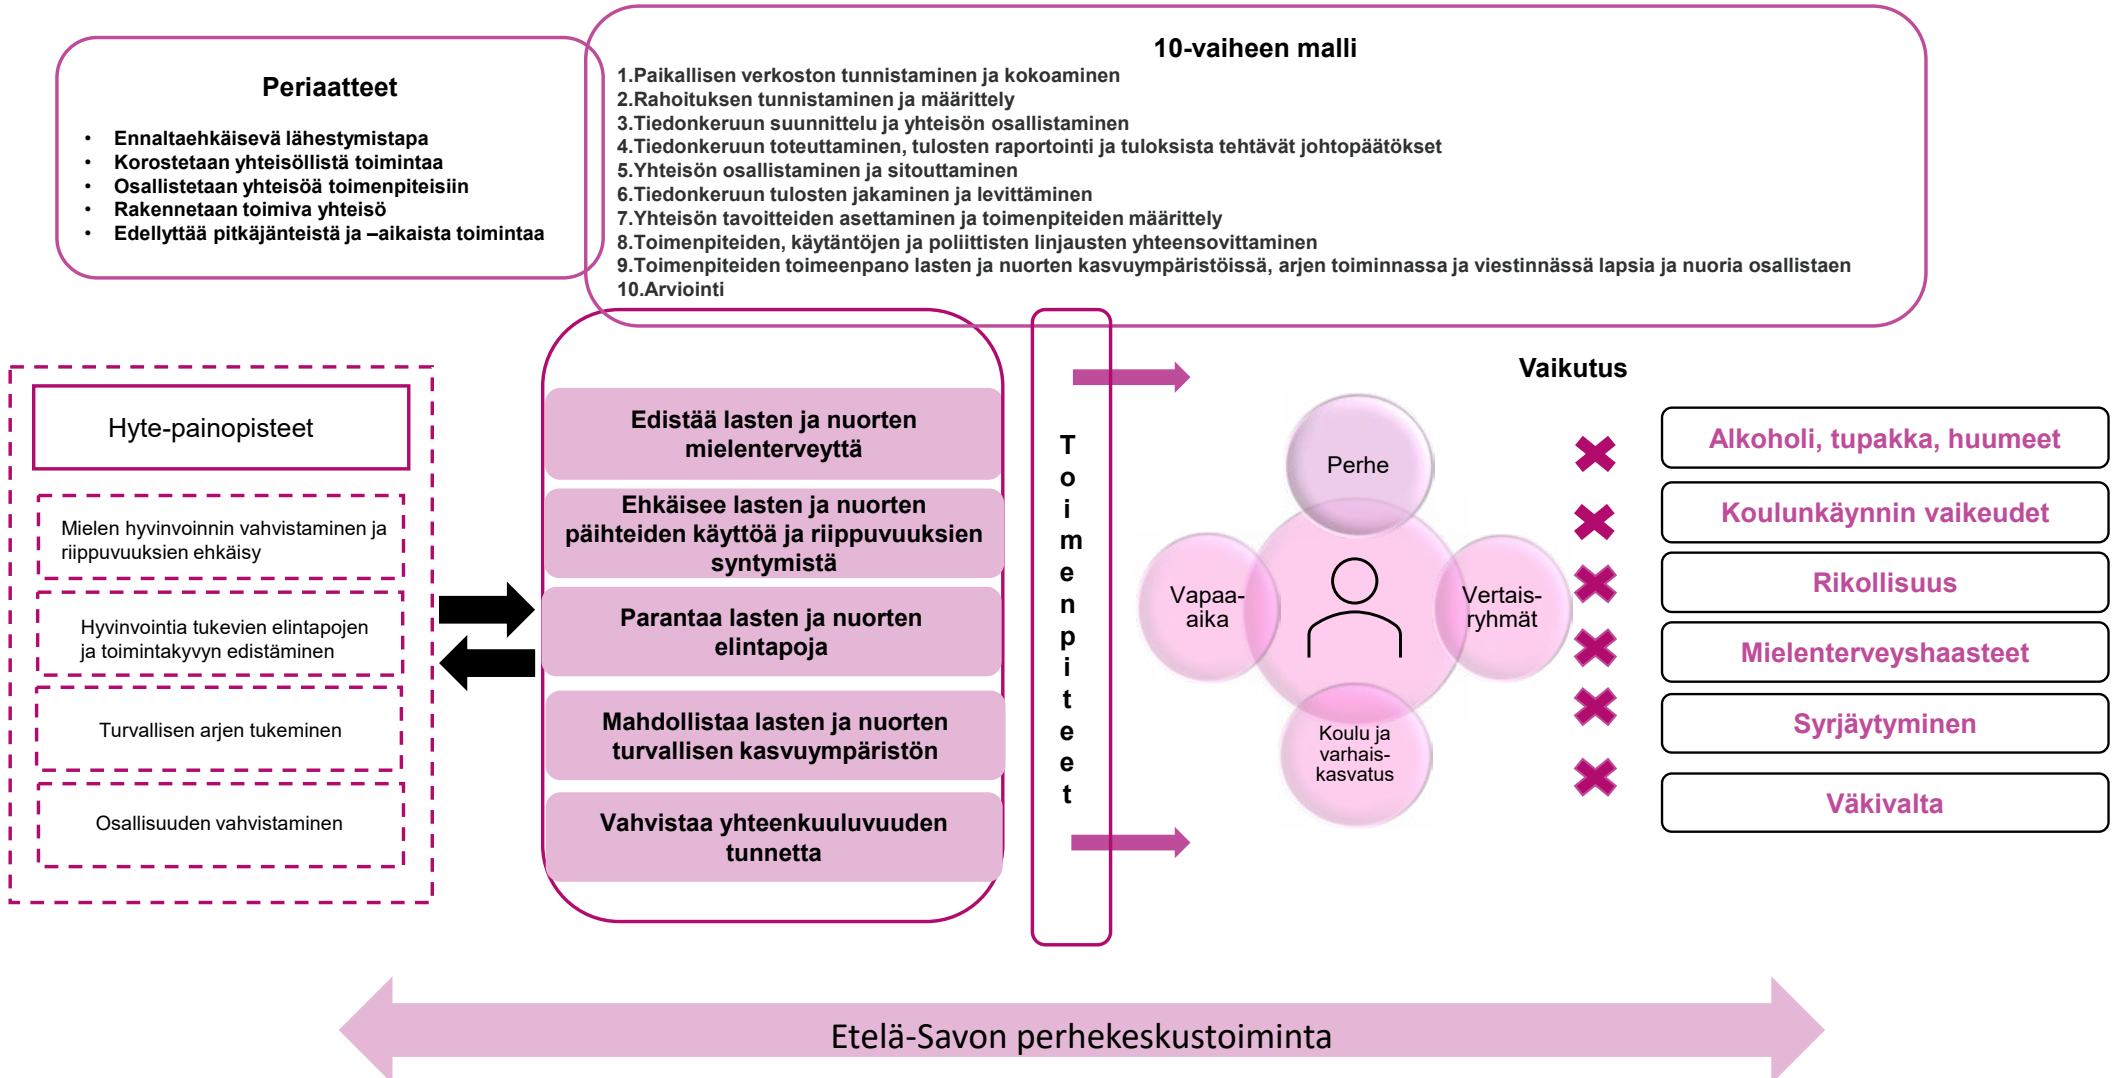 Periaatteet
• Ennaltaehkäisevä lähestymistapa
• Korostetaan yhteisöllistä toimintaa
• Osallistetaan yhteisöä toimenpiteisiin
• Rakennetaan toimiva yhteisö
• Edellyttää pitkäjänteistä ja –aikaista toimintaa
10-vaiheen malli
1.Paikallisen verkoston tunnistaminen ja kokoaminen
2.Rahoituksen tunnistaminen ja määrittely
3.Tiedonkeruun suunnittelu ja yhteisön osallistaminen
4.Tiedonkeruun toteuttaminen, tulosten raportointi ja tuloksista tehtävät johtopäätökset
5.Yhteisön osallistaminen ja sitouttaminen
6.Tiedonkeruun tulosten jakaminen ja levittäminen
7.Yhteisön tavoitteiden asettaminen ja toimenpiteiden määrittely
8.Toimenpiteiden, käytäntöjen ja poliittisten linjausten yhteensovittaminen
9.Toimenpiteiden toimeenpano lasten ja nuorten kasvuympäristöissä, arjen toiminnassa ja viestinnässä lapsia ja nuoria osallistaen
10.Arviointi
Hyte-painopisteet
Mielen hyvinvoinnin vahvistaminen ja
riippuvuuksien ehkäisy
Hyvinvointia tukevien elintapojen
ja toimintakyvyn edistäminen
Turvallisen arjen tukeminen
Osallisuuden vahvistaminen
Edistää lasten ja nuorten
mielenterveyttä
Ehkäisee lasten ja nuorten
päihteiden käyttöä ja riippuvuuksien
syntymistä
Parantaa lasten ja nuorten
elintapoja
Mahdollistaa lasten ja nuorten
turvallisen kasvuympäristön
Vahvistaa yhteenkuuluvuuden
tunnetta
Toimenpiteet
Perhe
Vapaa-
aika
Vertais-
ryhmät
Koulu ja
varhais-
kasvatus
Vaikutus
Alkoholi, tupakka, huumeet
Koulunkäynnin vaikeudet
Rikollisuus
Mielenterveyshaasteet
Syrjäytyminen
Väkivalta
Etelä-Savon perhekeskustoiminta